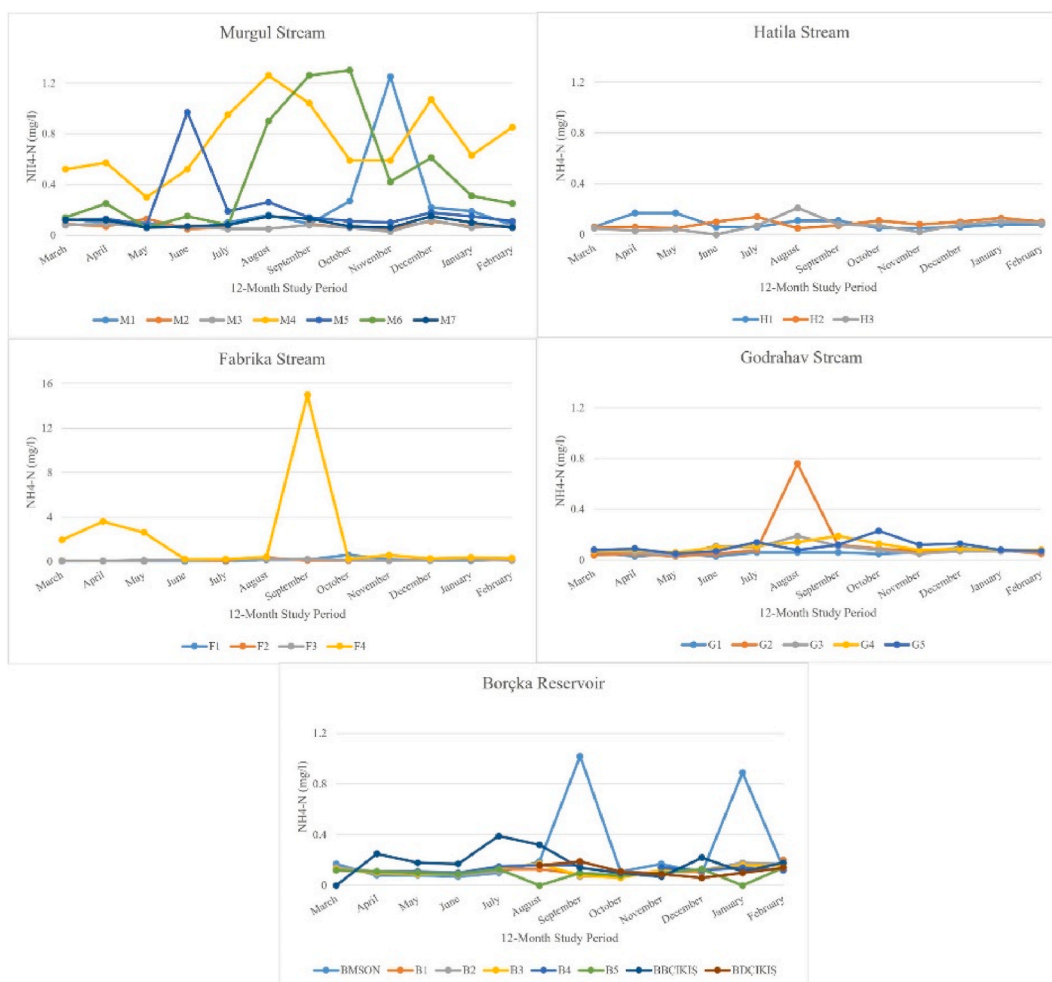 Murgul Stream
NH4-N (mg/l)
1.2
0.8
0.4
0
March April May June July August September October November December January February
12-Month Study Period
M1 M2 M3 M4 M5 M6 M7
Hatila Stream
NH4-N (mg/l)
1.2
0.8
0.4
0
March April May June July August September October November December January February
12-Month Study Period
H1 H2 H3
Fabrika Stream
NH4-N (mg/l)
16
12
8
4
0
March April May June July August September October November December January February
12-Month Study Period
F1 F2 F3 F4
Godrahav Stream
NH4-N (mg/l)
1.2
0.8
0.4
0
March April May June July August September October November December January February
12-Month Study Period
G1 G2 G3 G4 G5
Borçka Reservoir
NH4-N (mg/l)
1.2
0.8
0.4
0
March April May June July August September October November December January February
12-Month Study Period
BMSON B1 B2 B3 B4 B5 BBÇIKIŞ BDÇIKIŞ